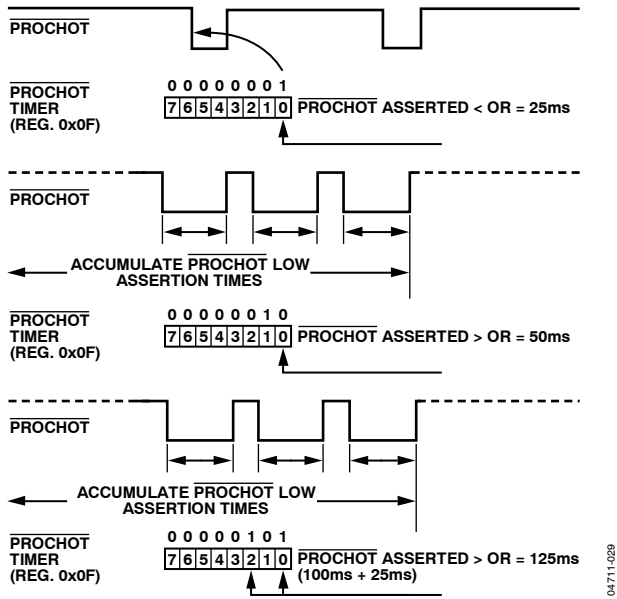 PROCHOT
PROCHOT
TIMER
(REG. 0x0F)
0 0 0 0 0 0 0 1
7 6 5 4 3 2 1 0
PROCHOT ASSERTED < OR = 25ms
PROCHOT
ACCUMULATE PROCHOT LOW
ASSERTION TIMES
PROCHOT
TIMER
(REG. 0x0F)
0 0 0 0 0 0 1 0
7 6 5 4 3 2 1 0
PROCHOT ASSERTED > OR = 50ms
PROCHOT
ACCUMULATE PROCHOT LOW
ASSERTION TIMES
PROCHOT
TIMER
(REG. 0x0F)
0 0 0 0 0 1 0 1
7 6 5 4 3 2 1 0
PROCHOT ASSERTED > OR = 125ms
(100ms + 25ms)
04711-029